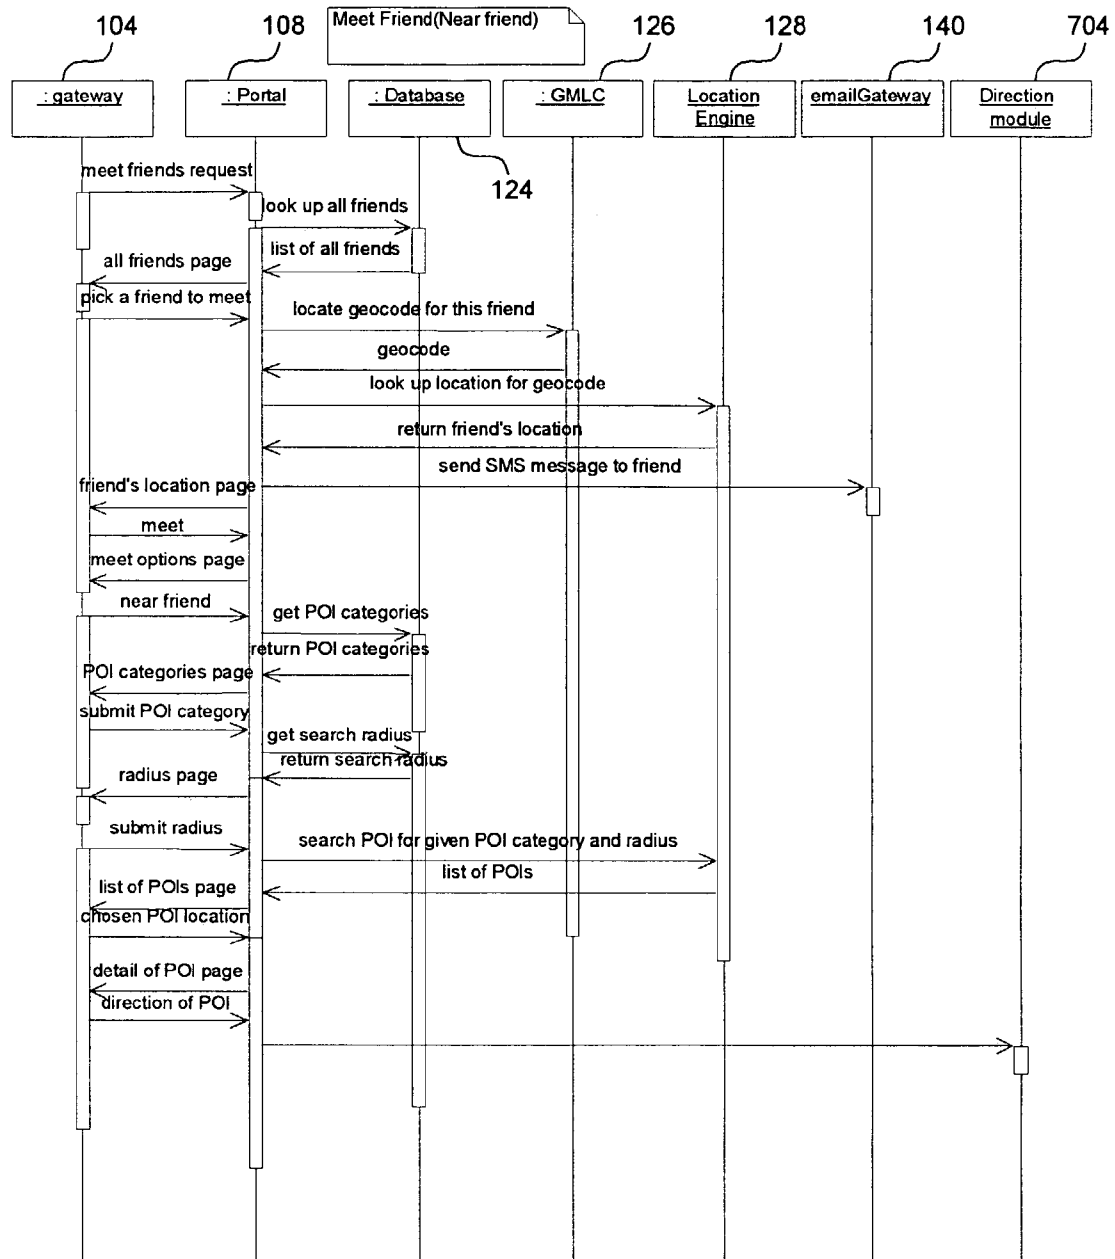 Meet Friend(Near friend)
104
108
126
128
140
704
: gateway
: Portal
: Database
: GMLC
Location
Engine
emailGateway
Direction
module
124
meet friends request
look up all friends
list of all friends
all friends page
pick a friend to meet
locate geocode for this friend
geocode
look up location for geocode
return friend's location
send SMS message to friend
friend's location page
meet
meet options page
near friend
get POI categories
return POI categories
POI categories page
submit POI category
get search radius
return search radius
radius page
submit radius
search POI for given POI category and radius
list of POIs
list of POIs page
chosen POI location
detail of POI page
direction of POI